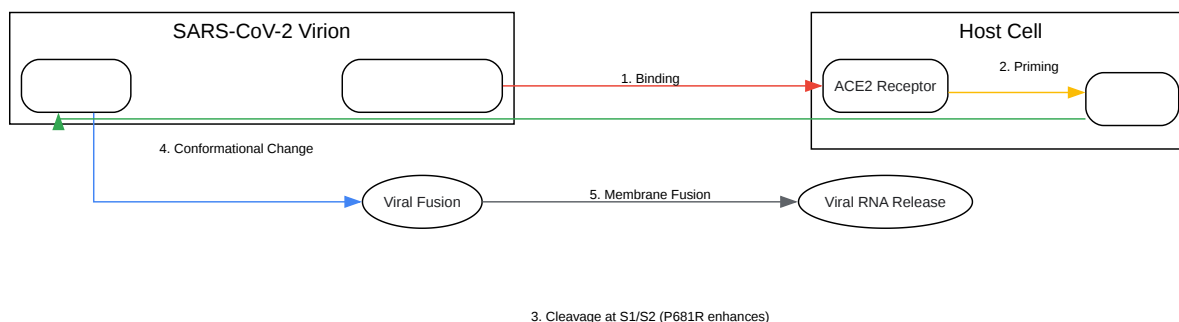 SARS-CoV-2 Virion
Host Cell
1. Binding
ACE2 Receptor
2. Priming
4. Conformational Change
Viral Fusion
5. Membrane Fusion
Viral RNA Release
3. Cleavage at S1/S2 (P681R enhances)